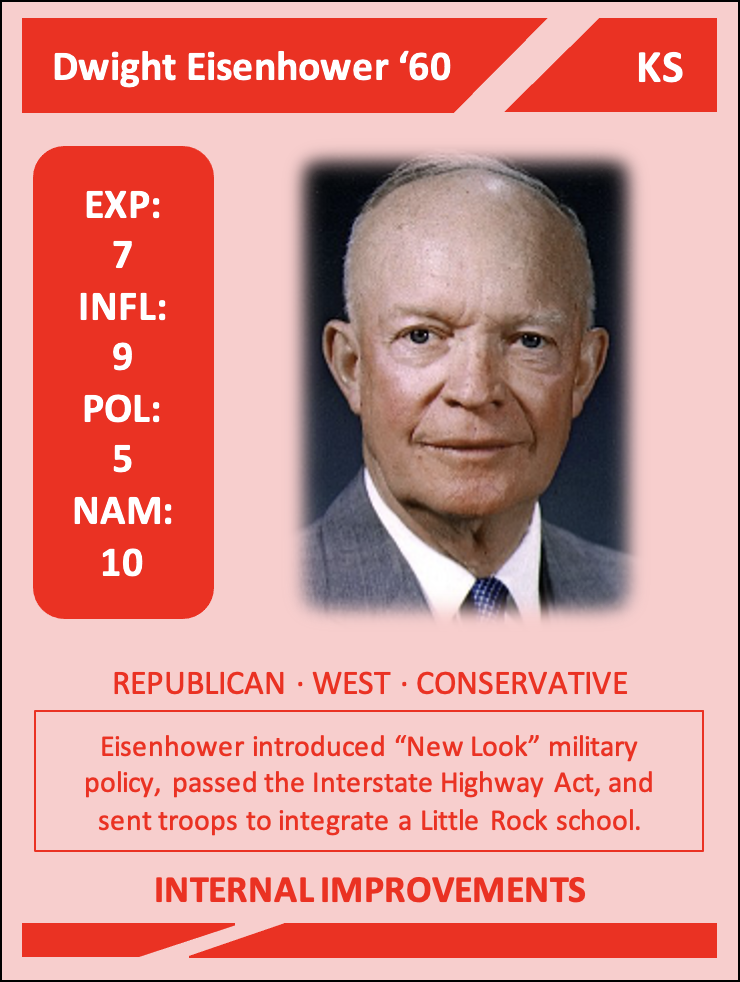 Dwight Eisenhower ‘60
KS
EXP:
7
INFL:
9
POL:
5
NAM:
10
REPUBLICAN · WEST · CONSERVATIVE
Eisenhower introduced “New Look” military
policy, passed the Interstate Highway Act, and
sent troops to integrate a Little Rock school.
INTERNAL IMPROVEMENTS